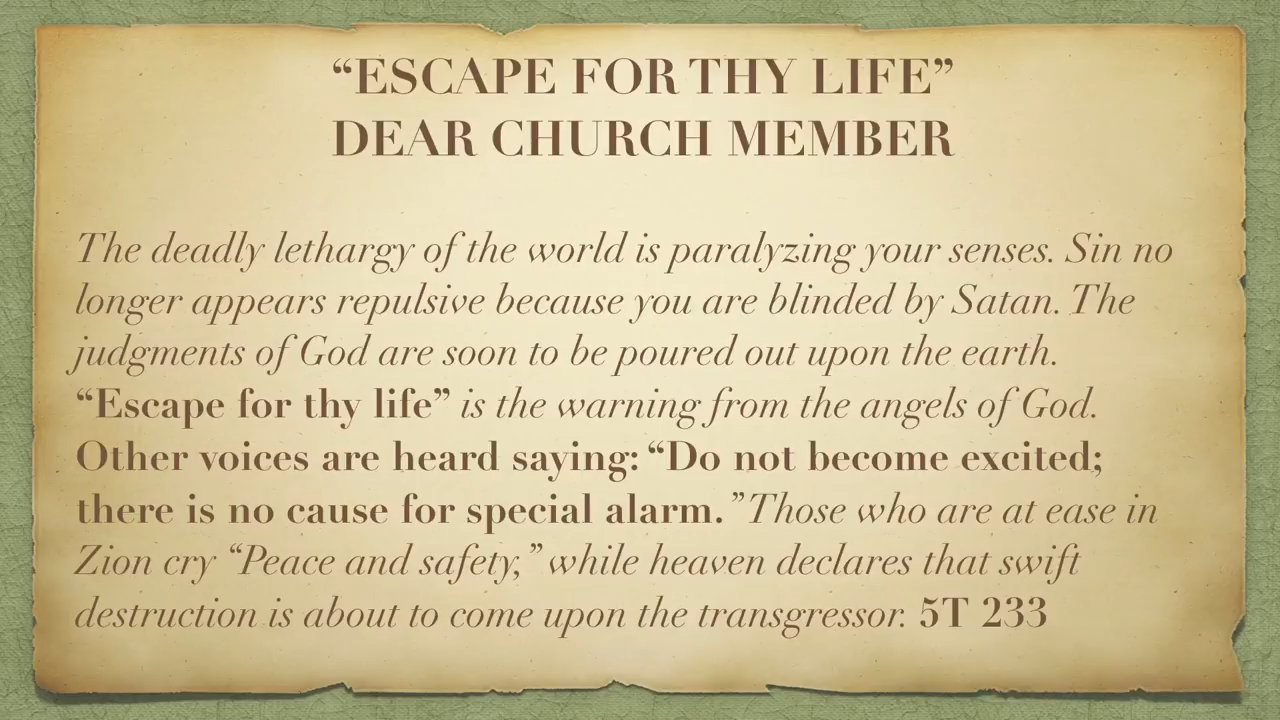 “ESCAPE FOR THY LIFE”
DEAR CHURCH MEMBER
The deadly lethargy of the world is paralyzing your senses. Sin no
longer appears repulsive because you are blinded by Satan. The
judgments of God are soon to be poured out upon the earth.
“Escape for thy life” is the warning from the angels of God.
Other voices are heard saying: “Do not become excited;
there is no cause for special alarm.” Those who are at ease in
Zion cry “Peace and safety,” while heaven declares that swift
destruction is about to come upon the transgressor. 5T 233